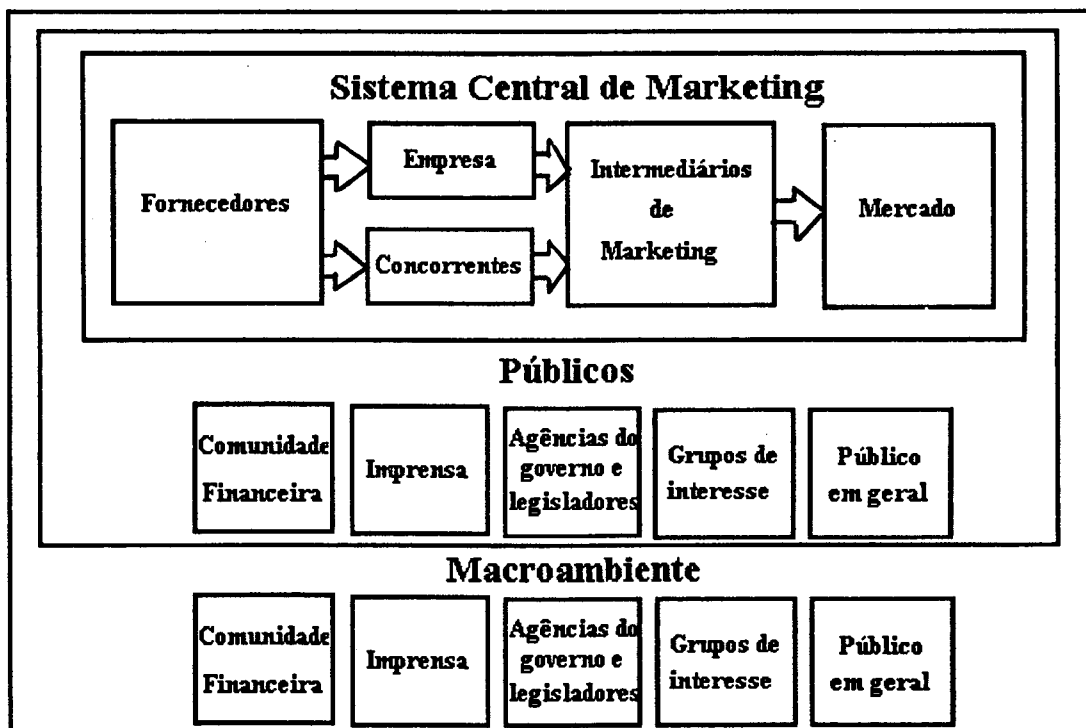 Sistema Central de Marketing
Fornecedores
Empresa
Concorrentes
Intermediários
de
Marketing
Mercado
Públicos
Comunidade
Financeira
Imprensa
Agências do
governo e
legisladores
Grupos de
interesse
Público
em geral
Macroambiente
Comunidade
Financeira
Imprensa
Agências do
governo e
legisladores
Grupos de
interesse
Público
em geral